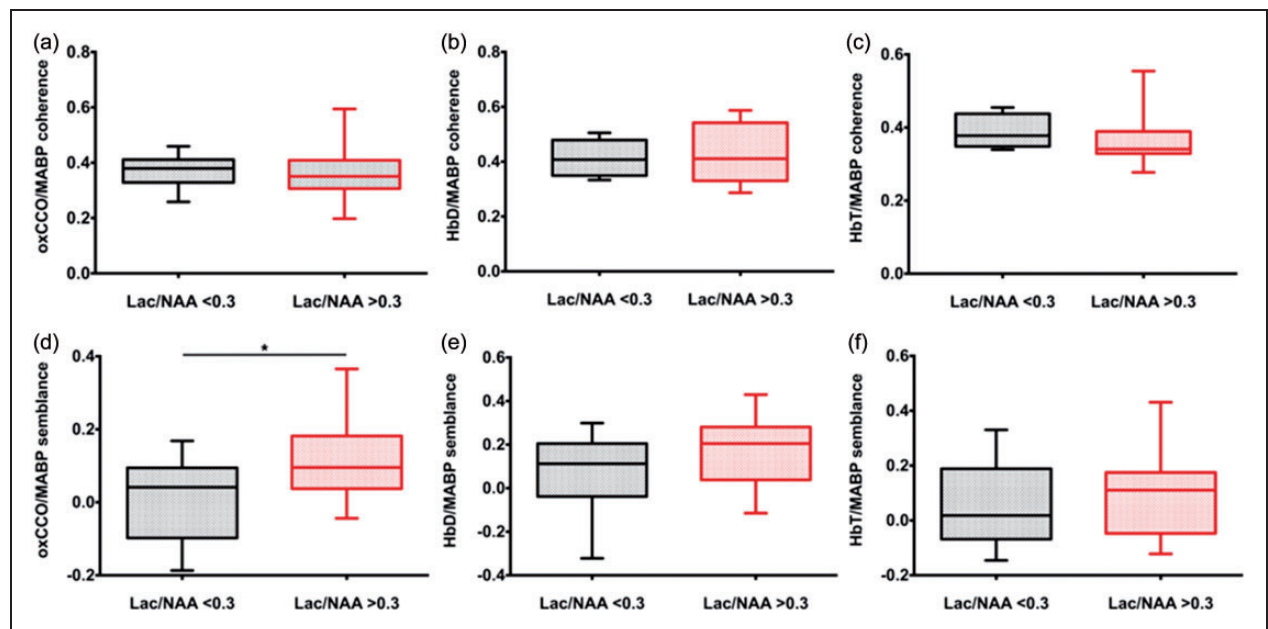 (a)
oxCCO/MABP coherence
0.8
0.6
0.4
0.2
0.0
Lac/NAA <0.3
Lac/NAA >0.3
(b)
HbD/MABP coherence
0.8
0.6
0.4
0.2
0.0
Lac/NAA <0.3
Lac/NAA >0.3
(c)
HbT/MABP coherence
0.6
0.4
0.2
0.0
Lac/NAA <0.3
Lac/NAA >0.3
(d)
oxCCO/MABP semblance
0.4
0.2
0.0
-0.2
*
Lac/NAA <0.3
Lac/NAA >0.3
(e)
HbD/MABP semblance
0.6
0.4
0.2
0.0
-0.2
-0.4
Lac/NAA <0.3
Lac/NAA >0.3
(f)
HbT/MABP semblance
0.6
0.4
0.2
0.0
-0.2
Lac/NAA <0.3
Lac/NAA >0.3